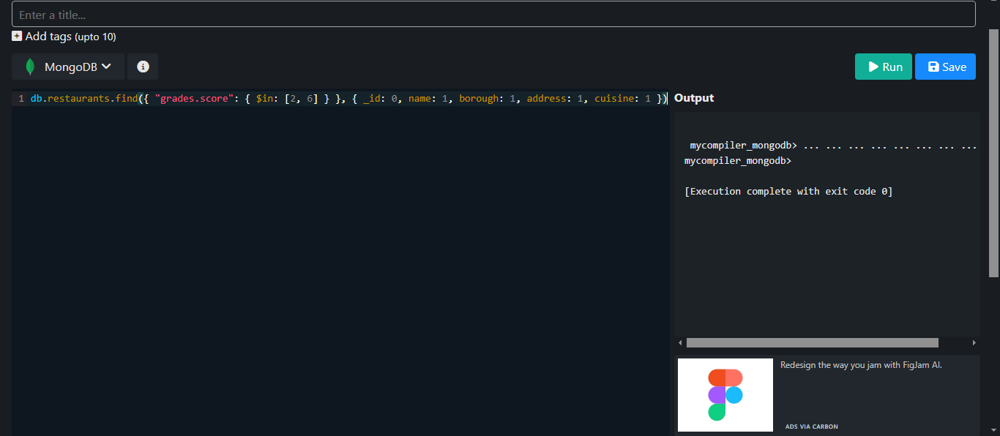 Enter a title...
Add tags (upto 10)
MongoDB
Run
Save
1 db.restaurants.find({ "grades.score": { $in: [2, 6] } }, { _id: 0, name: 1, borough: 1, address: 1, cuisine: 1 })
Output
mycompiler_mongodb> ... ... ... ... ... ... ... ...
mycompiler_mongodb>
[Execution complete with exit code 0]
Redesign the way you jam with FigJam AI.
ADS VIA CARBON